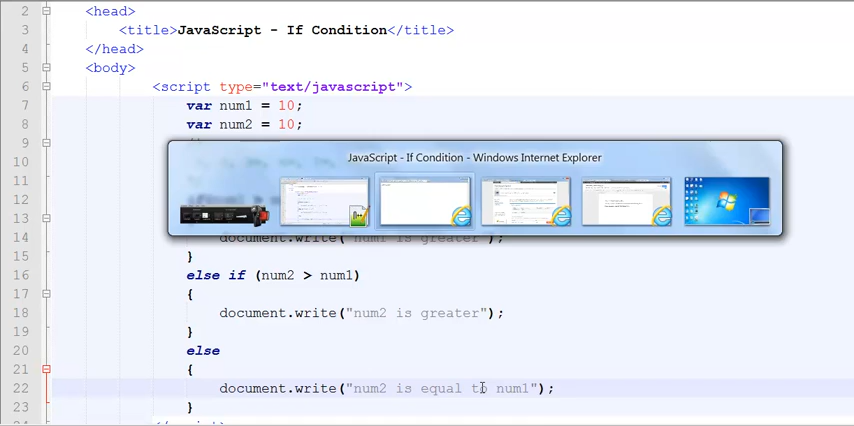 2 <head>
3 <title>JavaScript - If Condition</title>
4 </head>
5 <body>
6 <script type="text/javascript">
7 var num1 = 10;
8 var num2 = 10;
9
JavaScript - If Condition - Windows Internet Explorer
10
11
12
13
14 document.write("num1 is greater");
15 }
16 else if (num2 > num1)
17 {
18 document.write("num2 is greater");
19 }
20 else
21 {
22 document.write("num2 is equal to num1");
23 }
24 </script>